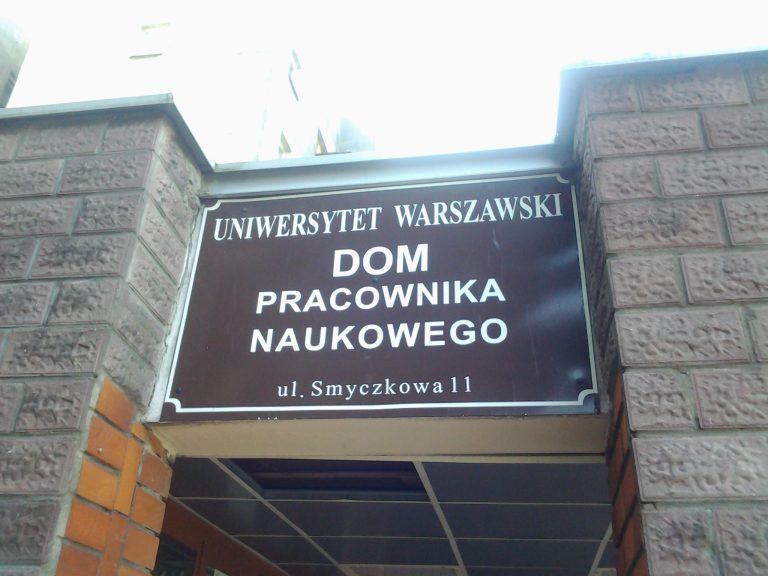 UNIWERSYTET WARSZAWSKI
DOM
PRACOWNIKA
NAUKOWEGO
ul. Smyczkowa 11